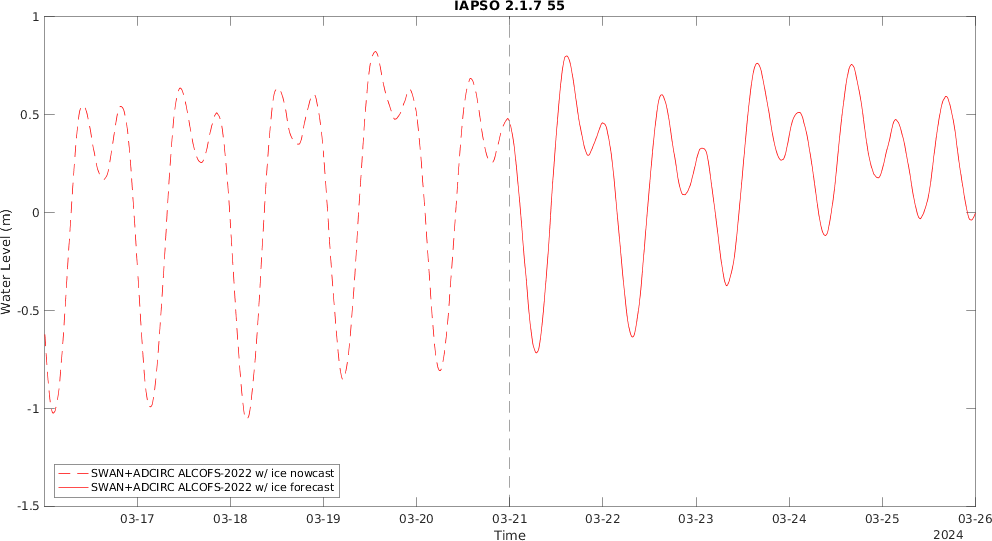 IAPSO 2.1.7 55
1
0.5
0
-0.5
-1
-1.5
Water Level (m)
SWAN+ADCIRC ALCOFS-2022 w/ ice nowcast
SWAN+ADCIRC ALCOFS-2022 w/ ice forecast
03-17 03-18 03-19 03-20 03-21 03-22 03-23 03-24 03-25 03-26
Time
2024